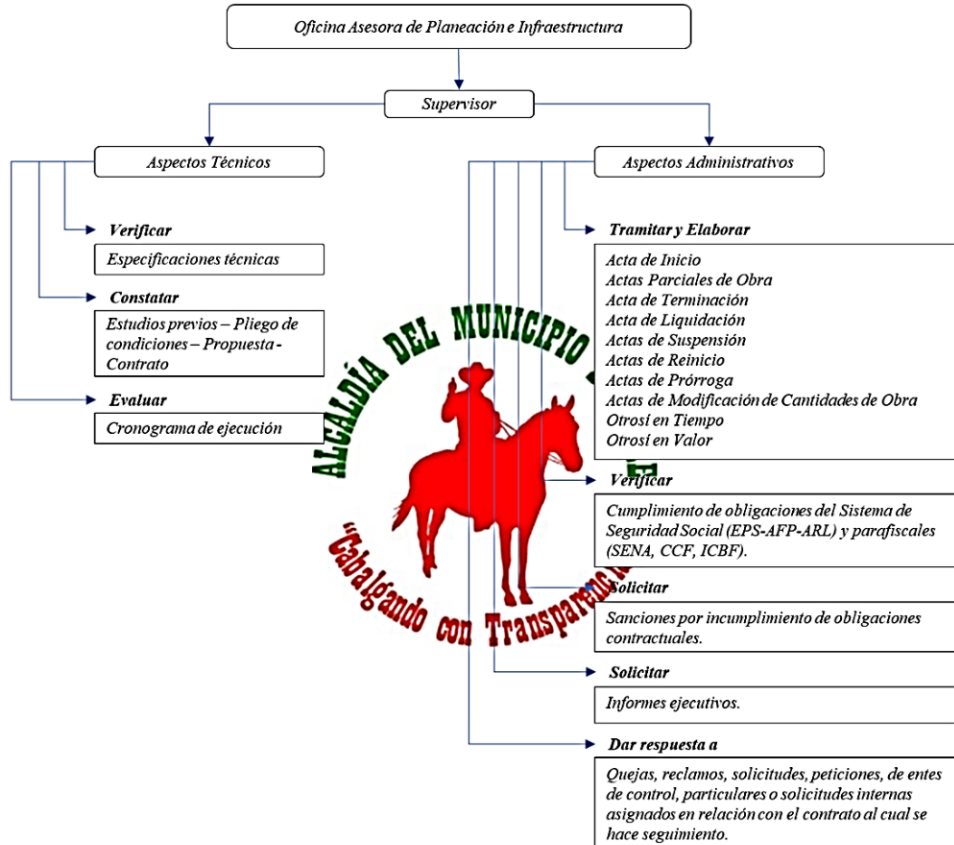 Oficina Asesora de Planeación e Infraestructura
Supervisor
Aspectos Técnicos
Verificar
Especificaciones técnicas
Constatar
Estudios previos – Pliego de
condiciones – Propuesta -
Contrato
Evaluar
Cronograma de ejecución
Aspectos Administrativos
Tramitar y Elaborar
Acta de Inicio
Actas Parciales de Obra
Acta de Terminación
Acta de Liquidación
Actas de Suspensión
Actas de Reinicio
Actas de Prórroga
Actas de Modificación de Cantidades de Obra
Otrosí en Tiempo
Otrosí en Valor
Verificar
Cumplimiento de obligaciones del Sistema de
Seguridad Social (EPS-AFP-ARL) y parafiscales
(SENA, CCF, ICBF).
Solicitar
Sanciones por incumplimiento de obligaciones
contractuales.
Solicitar
Informes ejecutivos.
Dar respuesta a
Quejas, reclamos, solicitudes, peticiones, de entes
de control, particulares o solicitudes internas
asignados en relación con el contrato al cual se
hace seguimiento.
ALCALDÍA DEL MUNICIPIO
"Cabalgando con